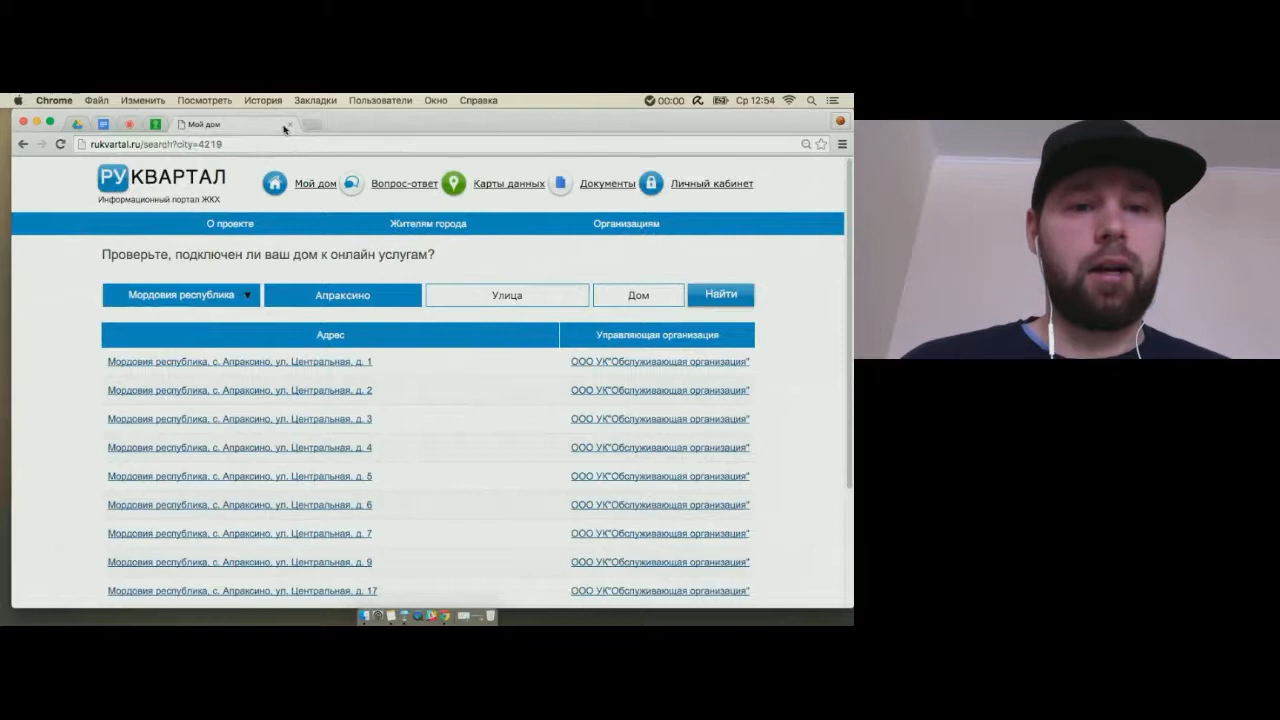 Chrome Файл Изменить Посмотреть История Закладки Пользователи Окно Справка 00:00 Ср 12:54
Мой дом
rukvartal.ru/search?city=4219
РУКВАРТАЛ
Информационный портал ЖКХ
Мой дом Вопрос-ответ Карты данных Документы Личный кабинет
О проекте Жителям города Организациям
Проверьте, подключен ли ваш дом к онлайн услугам?
Мордовия республика Апраксино Улица Дом Найти
Адрес Управляющая организация
Мордовия республика, с. Апраксино, ул. Центральная, д. 1 ООО УК"Обслуживающая организация"
Мордовия республика, с. Апраксино, ул. Центральная, д. 2 ООО УК"Обслуживающая организация"
Мордовия республика, с. Апраксино, ул. Центральная, д. 3 ООО УК"Обслуживающая организация"
Мордовия республика, с. Апраксино, ул. Центральная, д. 4 ООО УК"Обслуживающая организация"
Мордовия республика, с. Апраксино, ул. Центральная, д. 5 ООО УК"Обслуживающая организация"
Мордовия республика, с. Апраксино, ул. Центральная, д. 6 ООО УК"Обслуживающая организация"
Мордовия республика, с. Апраксино, ул. Центральная, д. 7 ООО УК"Обслуживающая организация"
Мордовия республика, с. Апраксино, ул. Центральная, д. 9 ООО УК"Обслуживающая организация"
Мордовия республика, с. Апраксино, ул. Центральная, д. 17 ООО УК"Обслуживающая организация"